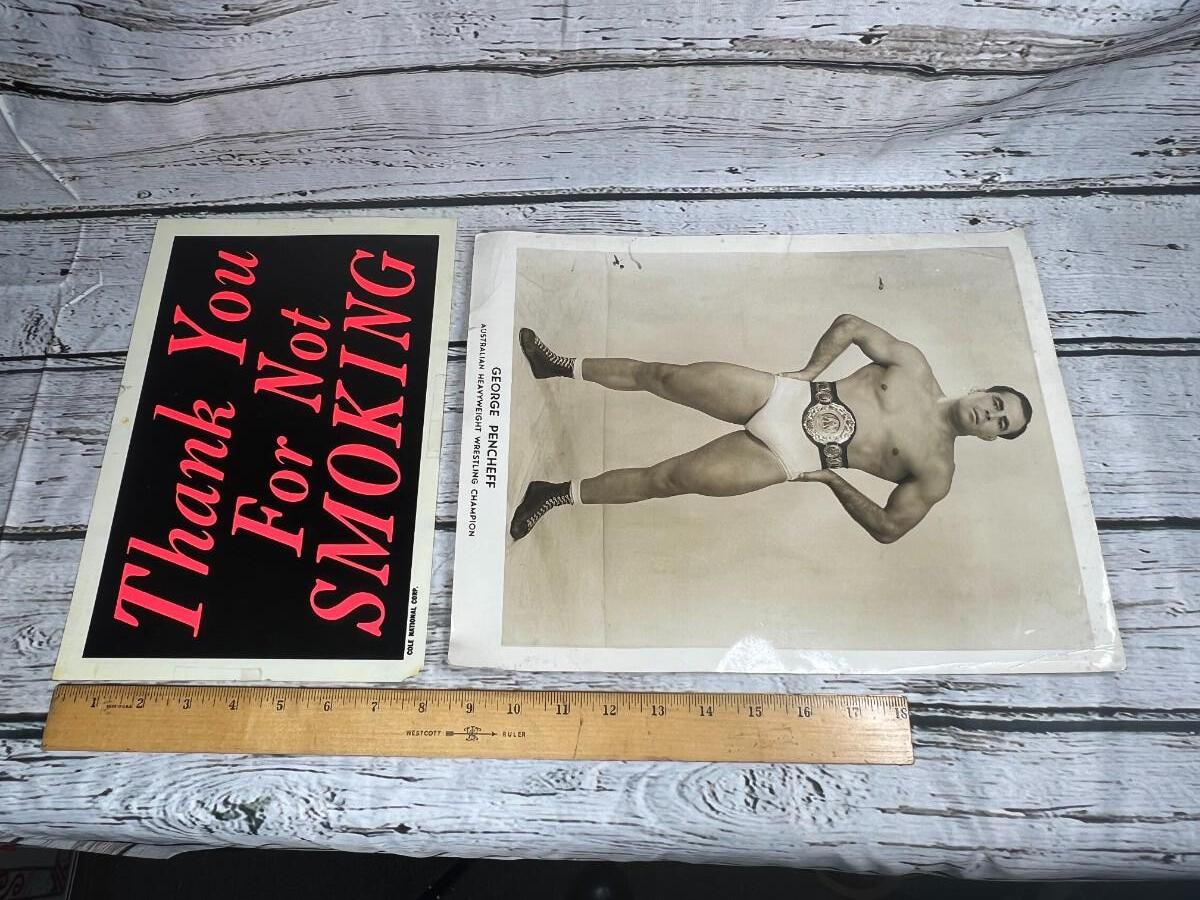 Thank You
For Not
SMOKING
COLE NATIONAL CORP.
GEORGE PENCHEFF
AUSTRALIAN HEAVYWEIGHT WRESTLING CHAMPION
1 2 3 4 5 6 7 8 9 10 11 12 13 14 15 16 17 18
WESTCOTT RULER